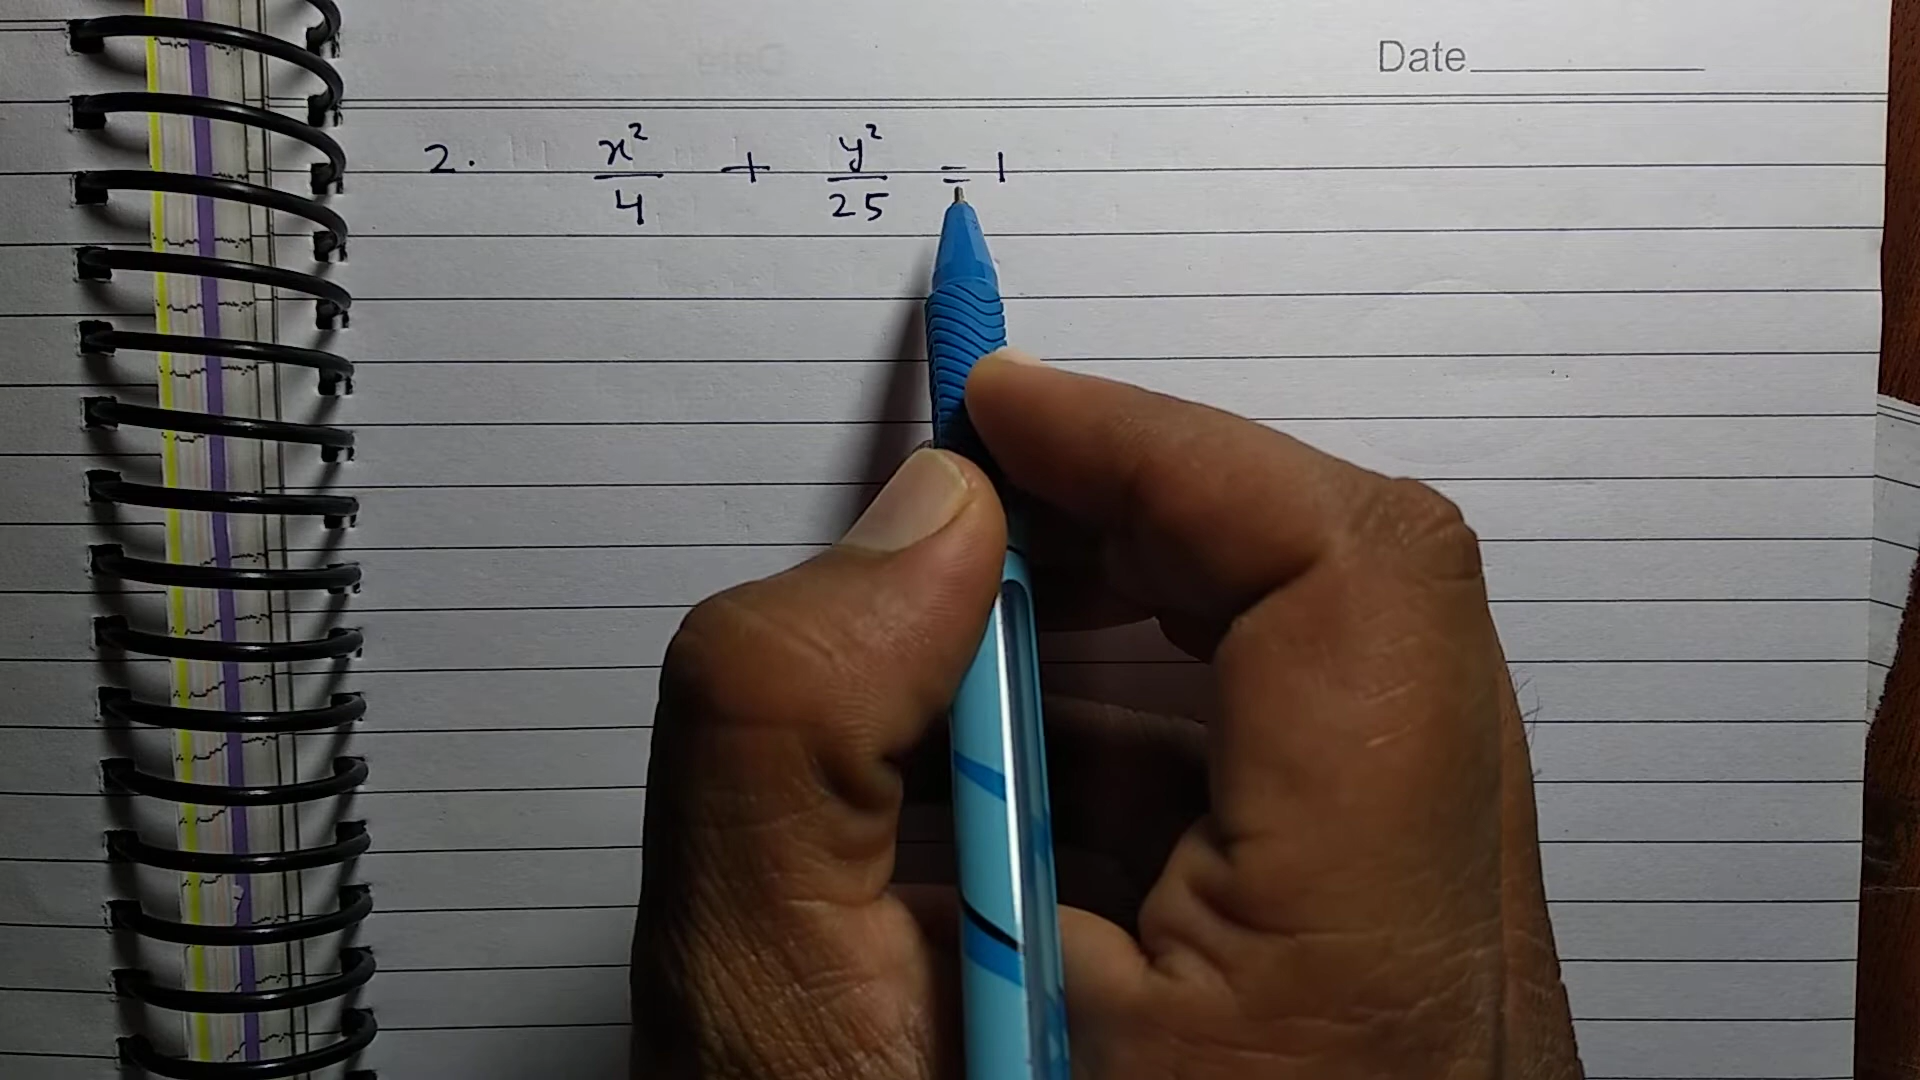 Date
2. x²/4 + y²/25 = 1